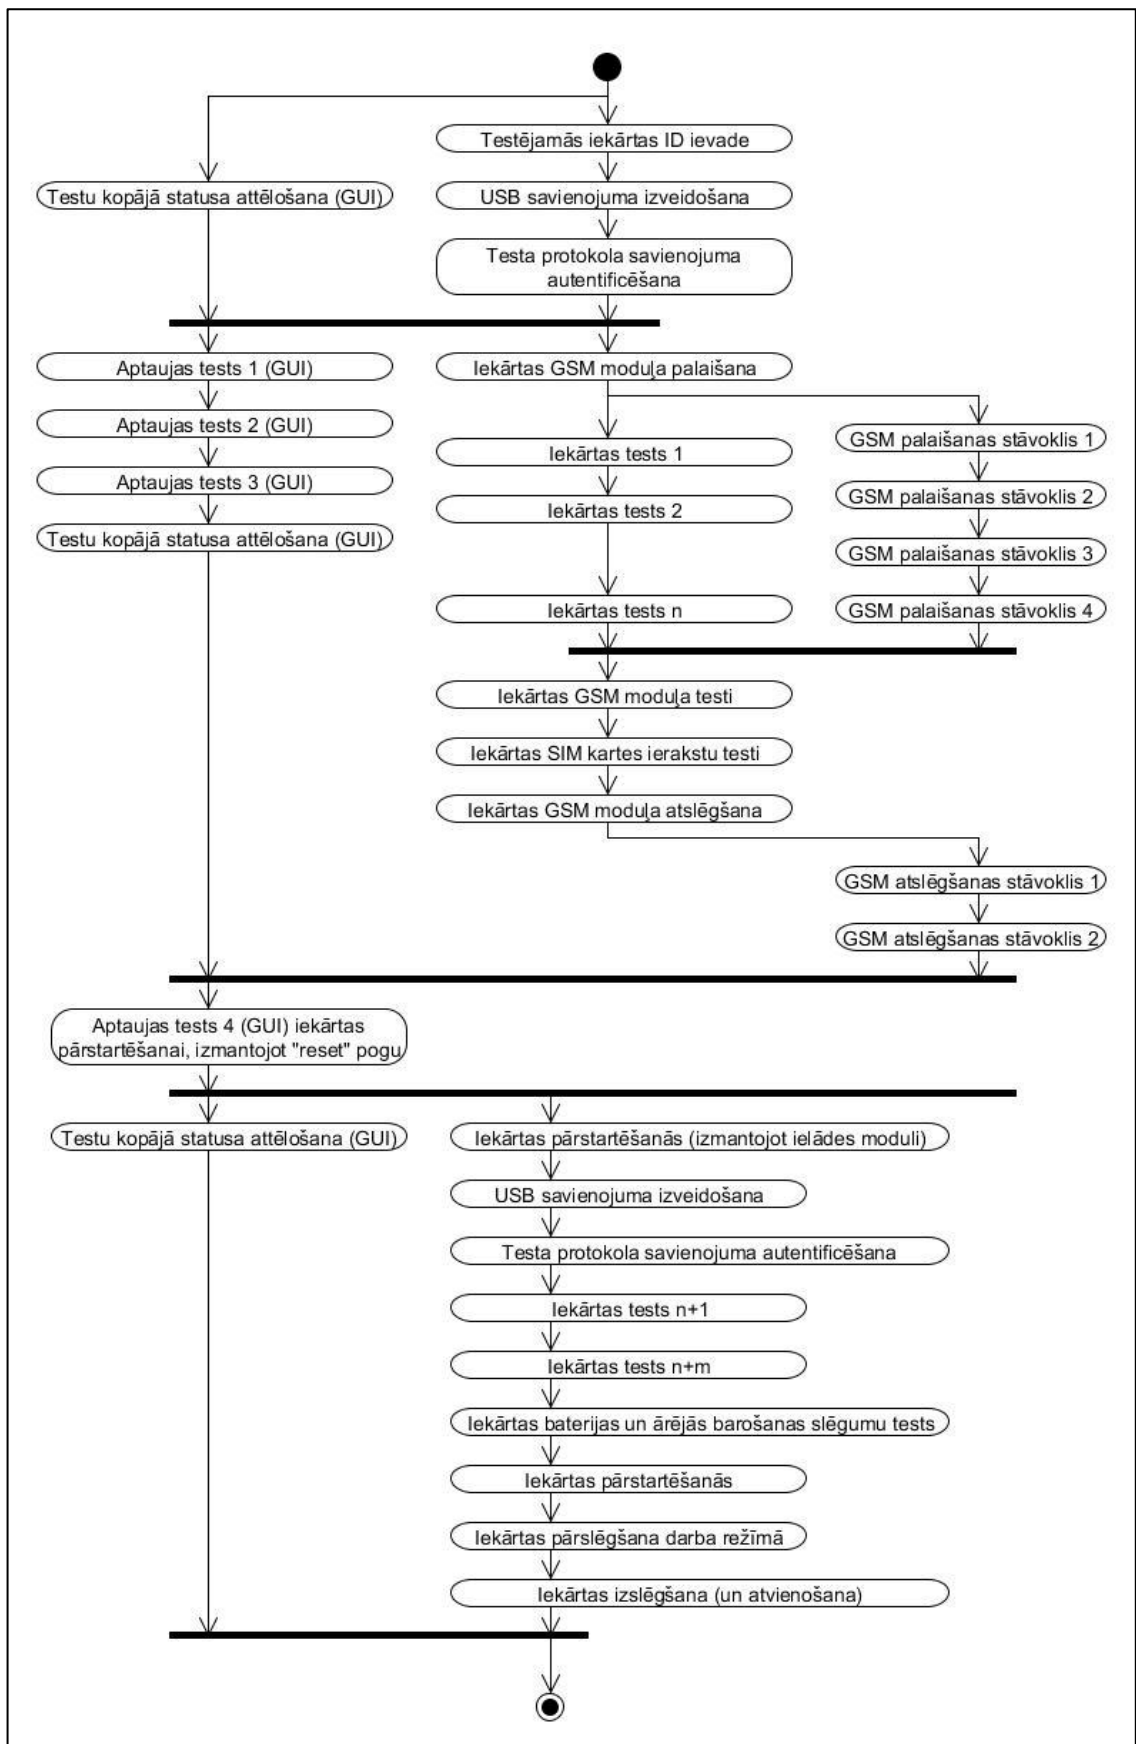 Testējamās iekārtas ID ievade
Testu kopājā statusa attēlošana (GUI)
USB savienojuma izveidošana
Testa protokola savienojuma
autentificēšana
Aptaujas tests 1 (GUI)
Iekārtas GSM moduļa palaišana
Aptaujas tests 2 (GUI)
GSM palaišanas stāvoklis 1
Iekārtas tests 1
Aptaujas tests 3 (GUI)
GSM palaišanas stāvoklis 2
Iekārtas tests 2
Testu kopājā statusa attēlošana (GUI)
GSM palaišanas stāvoklis 3
Iekārtas tests n
GSM palaišanas stāvoklis 4
Iekārtas GSM moduļa testi
Iekārtas SIM kartes ierakstu testi
Iekārtas GSM moduļa atslēgšana
GSM atslēgšanas stāvoklis 1
GSM atslēgšanas stāvoklis 2
Aptaujas tests 4 (GUI) iekārtas
pārstartēšanai, izmantojot "reset" pogu
Testu kopājā statusa attēlošana (GUI)
Iekārtas pārstartēšanās (izmantojot ielādes moduli)
USB savienojuma izveidošana
Testa protokola savienojuma autentificēšana
Iekārtas tests n+1
Iekārtas tests n+m
Iekārtas baterijas un ārējās barošanas slēgumu tests
Iekārtas pārstartēšanās
Iekārtas pārslēgšana darba režīmā
Iekārtas izslēgšana (un atvienošana)